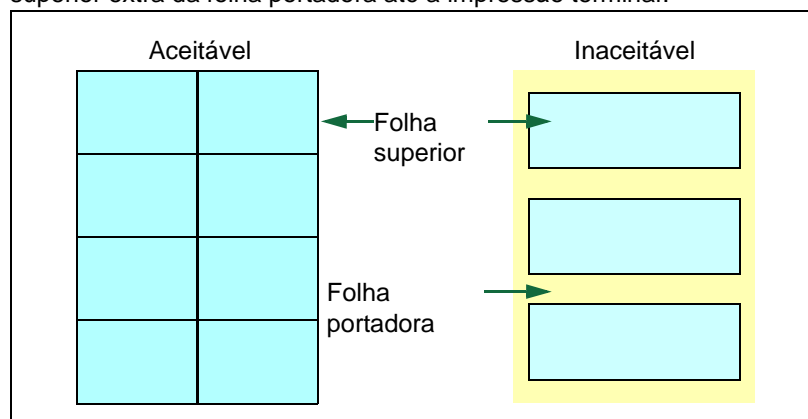 superior extra da folha portadora até a impressão terminar.
Aceitável
Inaceitável
Folha
superior
Folha
portadora